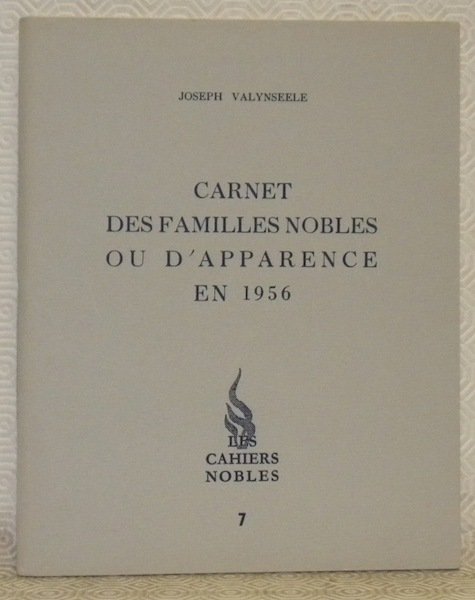 JOSEPH VALYNSEELE
CARNET
DES FAMILLES NOBLES
OU D'APPARENCE
EN 1956
LES
CAHIERS
NOBLES
7